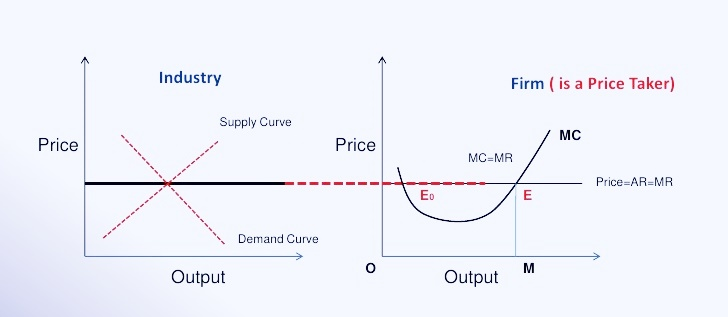 Industry
Firm ( is a Price Taker)
Supply Curve
Price
Price
MC
MC=MR
Price=AR=MR
E₀
E
Demand Curve
O
M
Output
Output